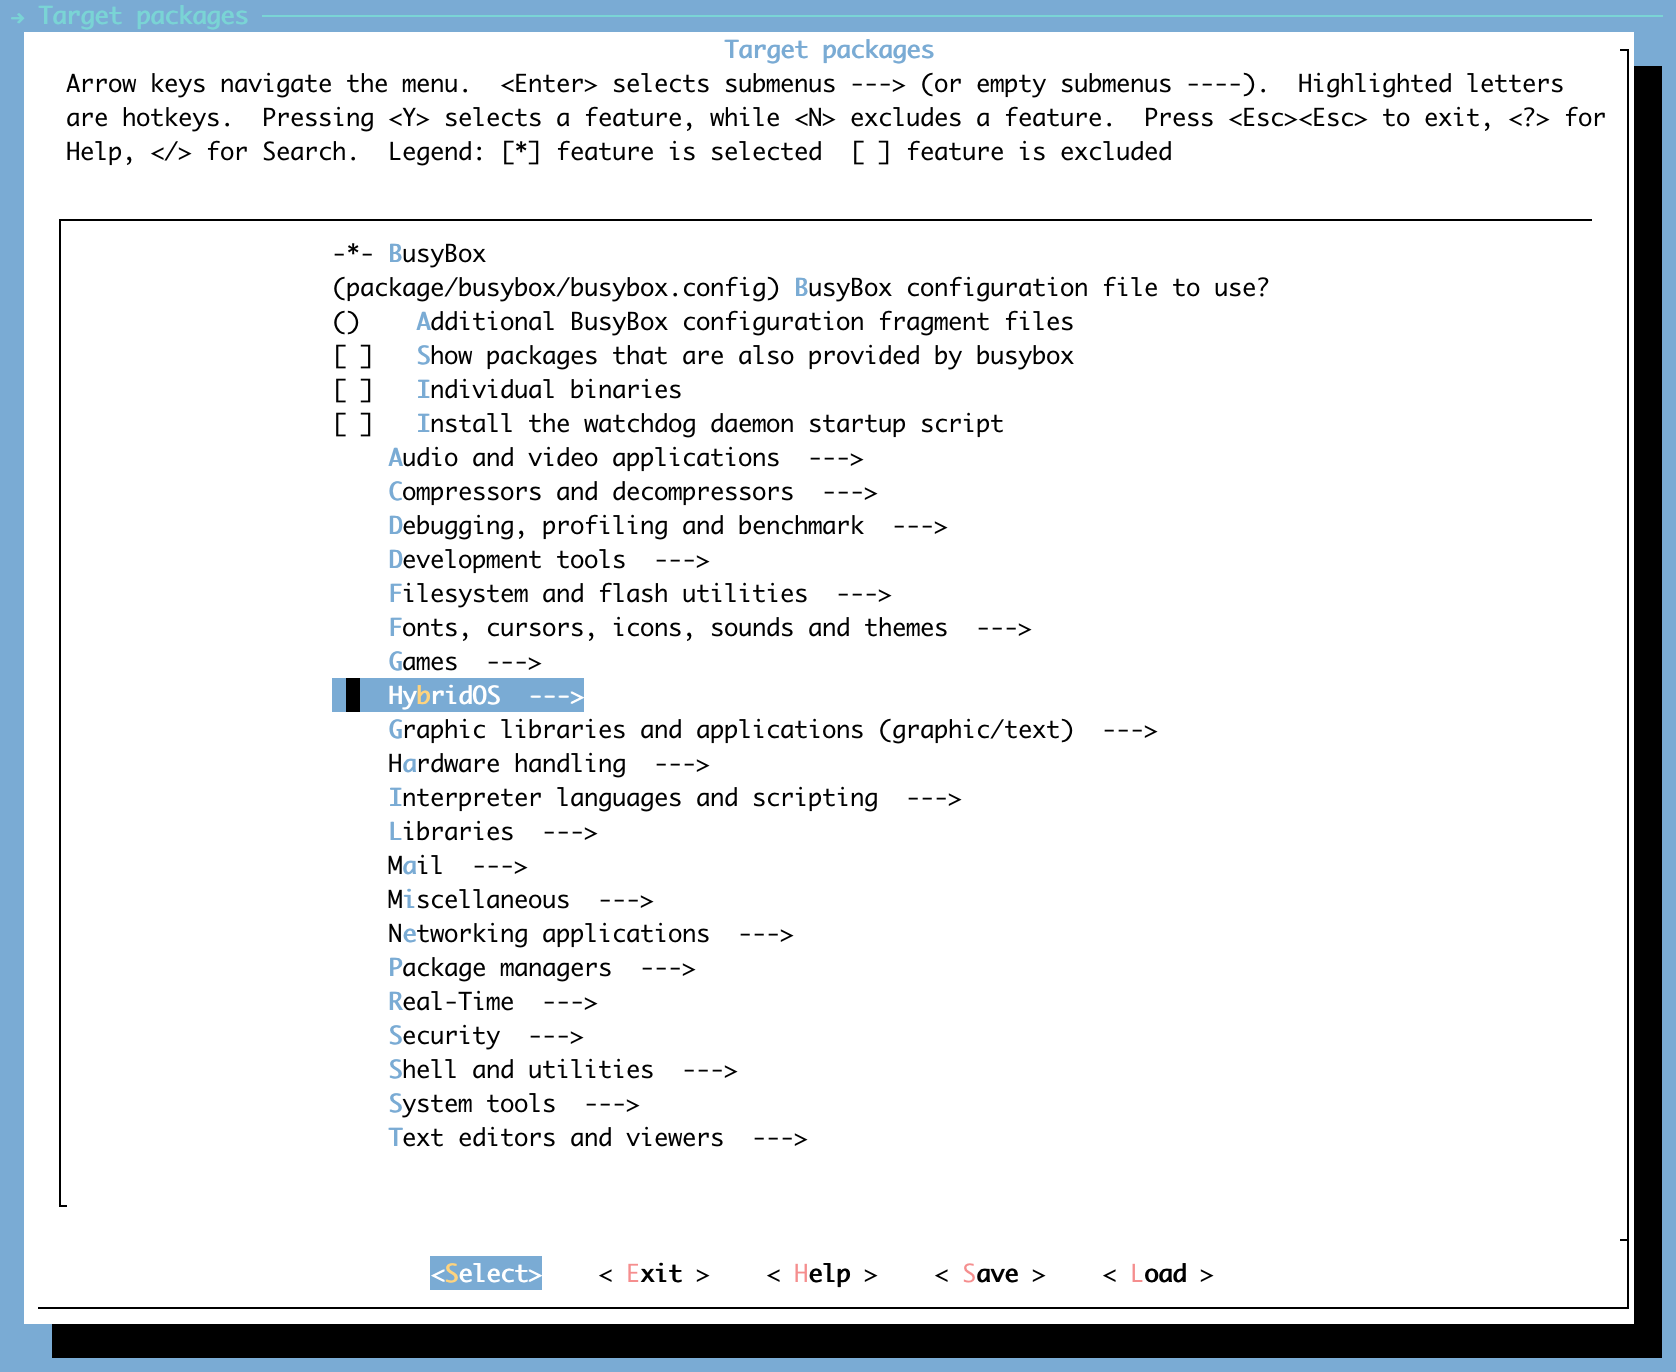 → Target packages
Target packages
Arrow keys navigate the menu.  <Enter> selects submenus ---> (or empty submenus ----).  Highlighted letters
are hotkeys.  Pressing <Y> selects a feature, while <N> excludes a feature.  Press <Esc><Esc> to exit, <?> for
Help, </> for Search.  Legend: [*] feature is selected  [ ] feature is excluded
-*- BusyBox
(package/busybox/busybox.config) BusyBox configuration file to use?
()    Additional BusyBox configuration fragment files
[ ]   Show packages that are also provided by busybox
[ ]   Individual binaries
[ ]   Install the watchdog daemon startup script
Audio and video applications  --->
Compressors and decompressors  --->
Debugging, profiling and benchmark  --->
Development tools  --->
Filesystem and flash utilities  --->
Fonts, cursors, icons, sounds and themes  --->
Games  --->
HybridOS  --->
Graphic libraries and applications (graphic/text)  --->
Hardware handling  --->
Interpreter languages and scripting  --->
Libraries  --->
Mail  --->
Miscellaneous  --->
Networking applications  --->
Package managers  --->
Real-Time  --->
Security  --->
Shell and utilities  --->
System tools  --->
Text editors and viewers  --->
<Select>    < Exit >    < Help >    < Save >    < Load >